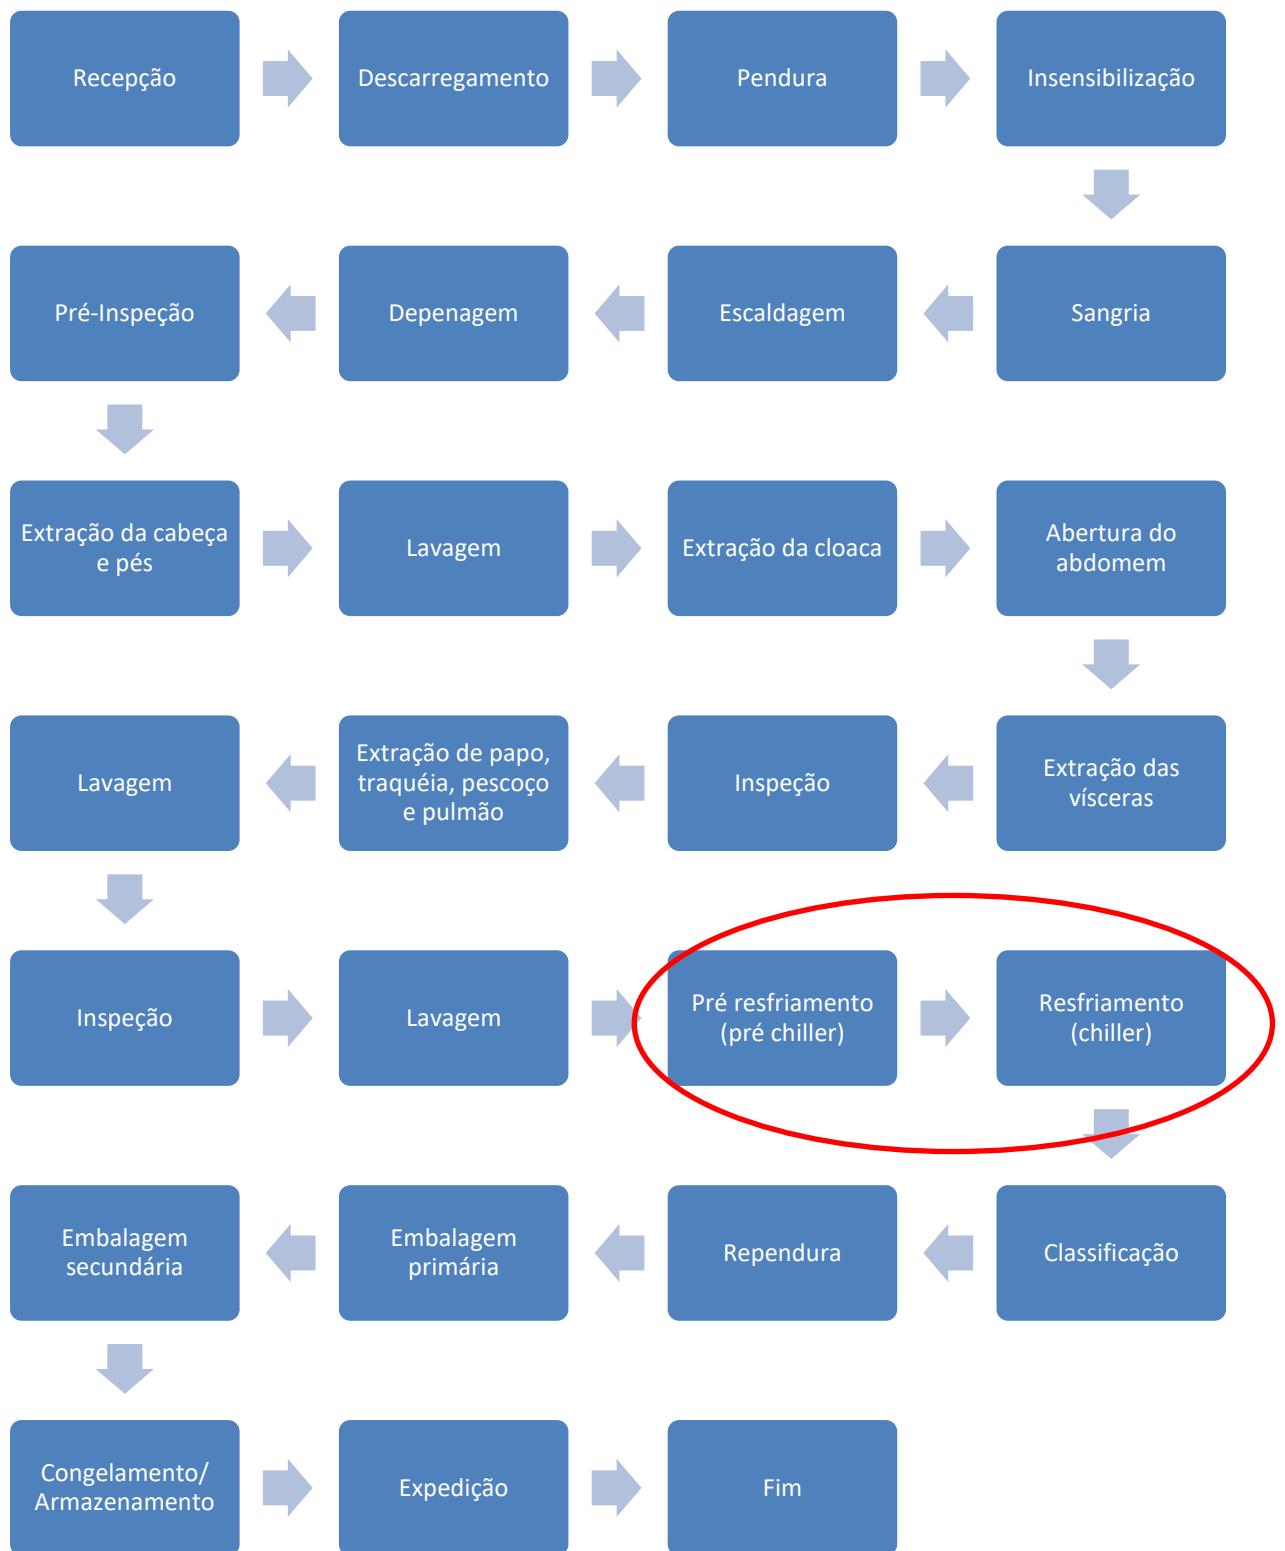 Recepção
Descarregamento
Pendura
Insensibilização
Sangria
Escaldagem
Depenagem
Pré-Inspeção
Extração da cabeça
e pés
Lavagem
Extração da cloaca
Abertura do
abdomem
Extração das
vísceras
Inspeção
Extração de papo,
traquéia, pescoço
e pulmão
Lavagem
Inspeção
Lavagem
Pré resfriamento
(pré chiller)
Resfriamento
(chiller)
Classificação
Rependura
Embalagem
primária
Embalagem
secundária
Congelamento/
Armazenamento
Expedição
Fim